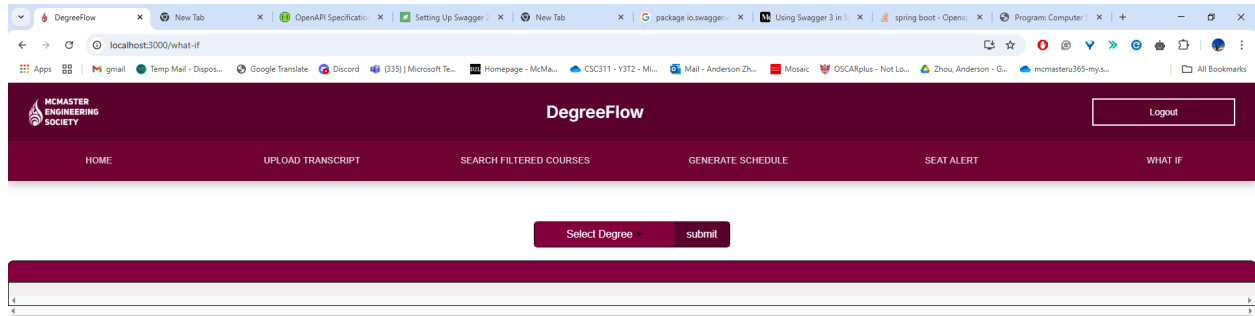 DegreeFlow New Tab OpenAPI Specificatio Setting Up Swagger 2 New Tab package io.swagger. Using Swagger 3 in S spring boot - Openap Program: Computer
localhost:3000/what-if
Apps gmail Temp Mail - Dispos... Google Translate Discord (335) | Microsoft Te... Homepage - McMa... CSC311 - Y3T2 - Mi... Mail - Anderson Zh... Mosaic OSCARplus - Not Lo... Zhou, Anderson - G... mcmasteru365-my.s... All Bookmarks
MCMASTER
ENGINEERING
SOCIETY
DegreeFlow
Logout
HOME UPLOAD TRANSCRIPT SEARCH FILTERED COURSES GENERATE SCHEDULE SEAT ALERT WHAT IF
Select Degree submit